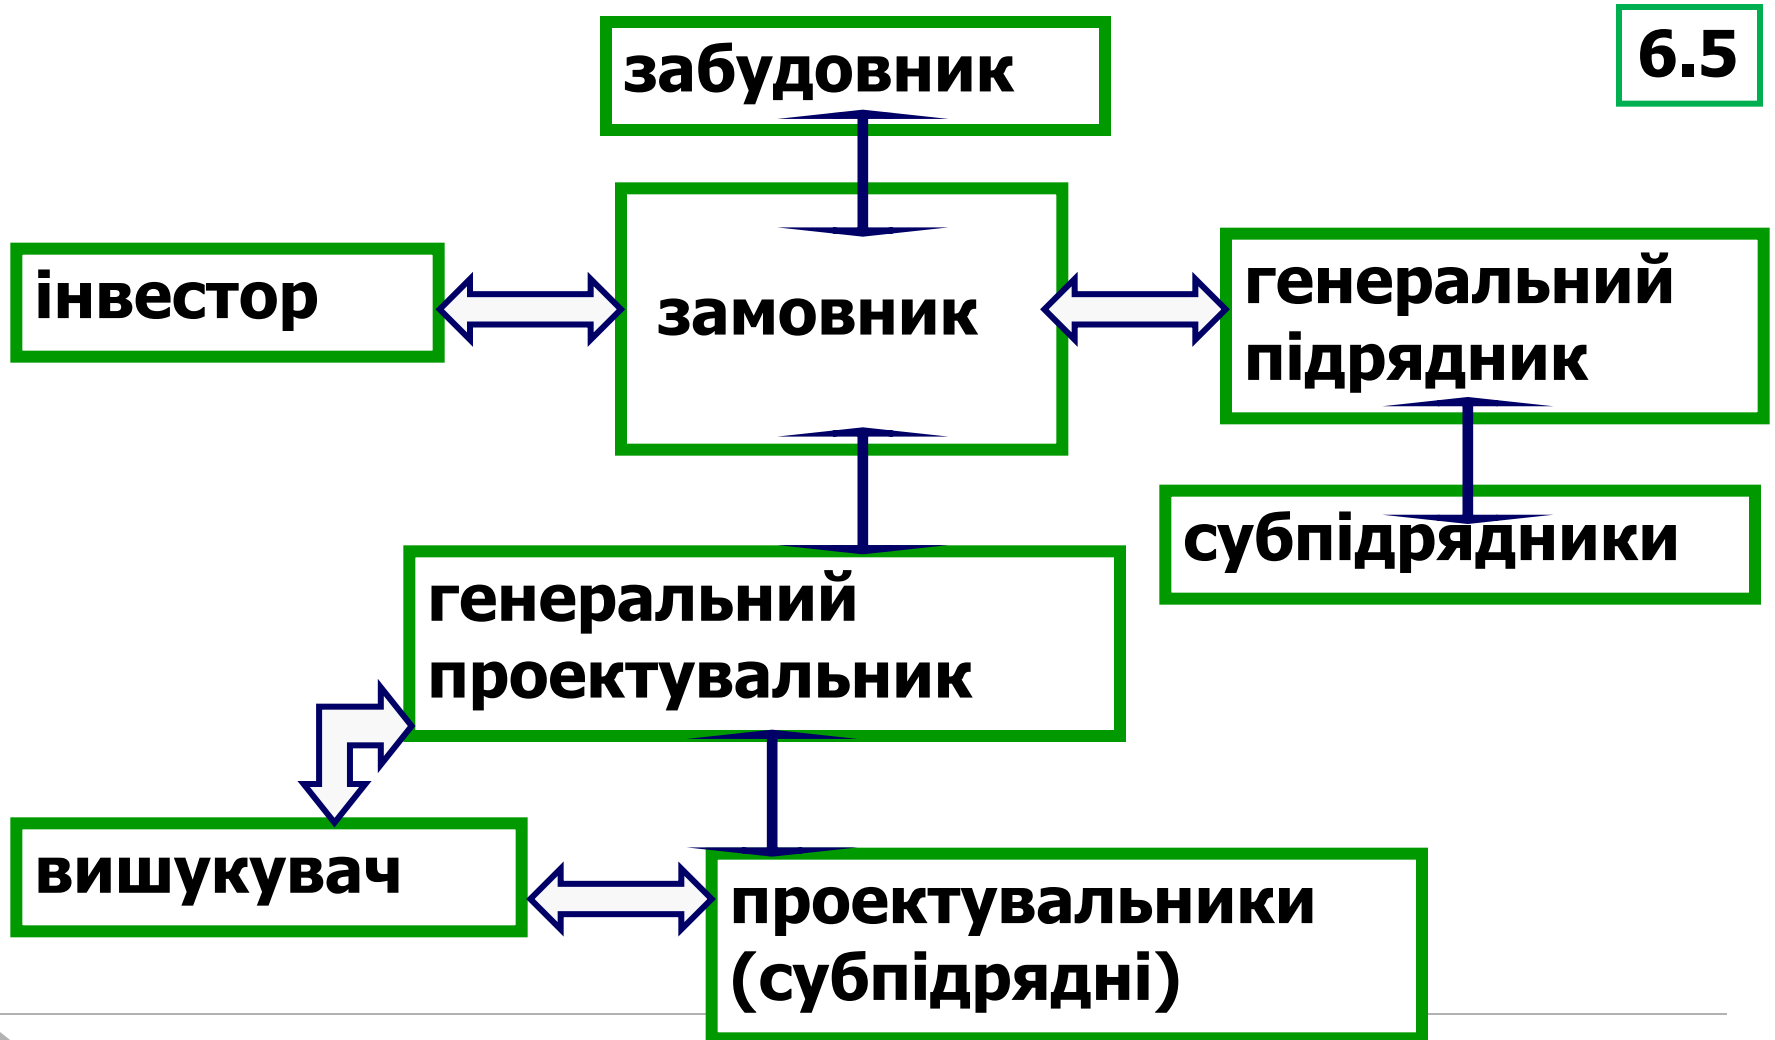 забудовник
6.5
інвестор
замовник
генеральний
підрядник
субпідрядники
генеральний
проектувальник
вишукувач
проектувальники
(субпідрядні)